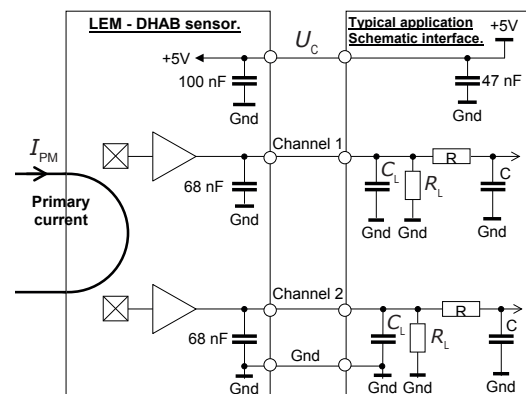 LEM - DHAB sensor.
Typical application
Schematic interface.
U_C
+5V
+5V
100 nF
47 nF
Gnd
Gnd
I_PM
Channel 1
R
Primary
current
68 nF
C_L
R_L
C
Gnd
Gnd
Gnd
Gnd
Channel 2
R
68 nF
C_L
R_L
C
Gnd
Gnd
Gnd
Gnd
Gnd